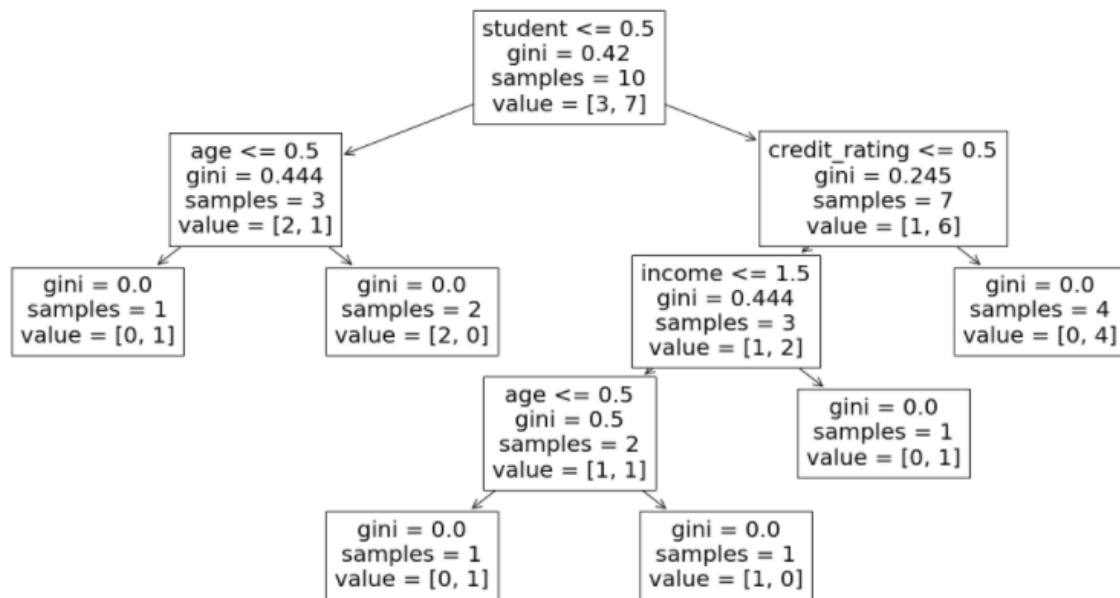 student <= 0.5
gini = 0.42
samples = 10
value = [3, 7]
age <= 0.5
gini = 0.444
samples = 3
value = [2, 1]
credit_rating <= 0.5
gini = 0.245
samples = 7
value = [1, 6]
gini = 0.0
samples = 1
value = [0, 1]
gini = 0.0
samples = 2
value = [2, 0]
income <= 1.5
gini = 0.444
samples = 3
value = [1, 2]
gini = 0.0
samples = 4
value = [0, 4]
age <= 0.5
gini = 0.5
samples = 2
value = [1, 1]
gini = 0.0
samples = 1
value = [0, 1]
gini = 0.0
samples = 1
value = [0, 1]
gini = 0.0
samples = 1
value = [1, 0]